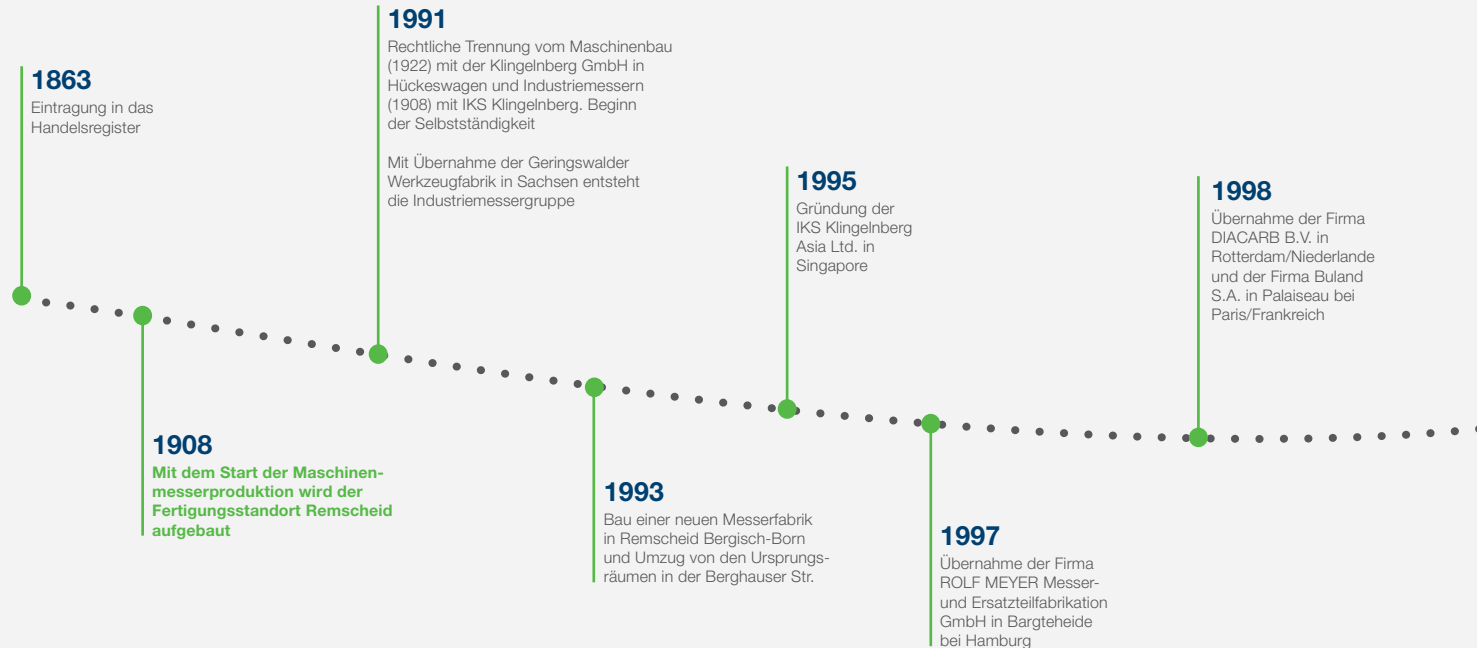 1863
Eintragung in das
Handelsregister
1908
Mit dem Start der Maschinen-
messerproduktion wird der
Fertigungsstandort Remscheid
aufgebaut
1991
Rechtliche Trennung vom Maschinenbau
(1922) mit der Klingelnberg GmbH in
Hückeswagen und Industriemessern
(1908) mit IKS Klingelnberg. Beginn
der Selbstständigkeit
Mit Übernahme der Geringswalder
Werkzeugfabrik in Sachsen entsteht
die Industriemessergruppe
1993
Bau einer neuen Messerfabrik
in Remscheid Bergisch-Born
und Umzug von den Ursprungs-
räumen in der Berghauser Str.
1995
Gründung der
IKS Klingelnberg
Asia Ltd. in
Singapore
1997
Übernahme der Firma
ROLF MEYER Messer-
und Ersatzteilfabrikation
GmbH in Bargteheide
bei Hamburg
1998
Übernahme der Firma
DIACARB B.V. in
Rotterdam/Niederlande
und der Firma Buland
S.A. in Palaiseau bei
Paris/Frankreich